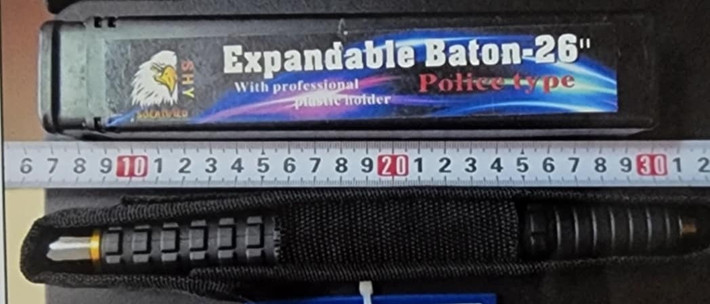 Expandable Baton-26"
SHY
With professional
Police type
plastic holder
6 7 8 9 10 1 2 3 4 5 6 7 8 9 20 1 2 3 4 5 6 7 8 9 30 1 2